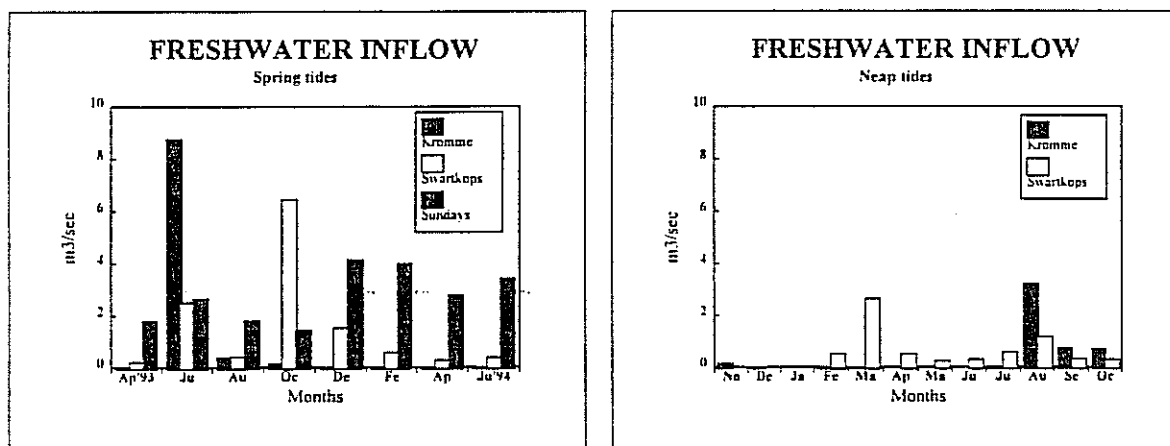 FRESHWATER INFLOW
Spring tides
10
8
6
4
2
0
m3/sec
Kromme
Swartkops
Sundays
Ap'93 Ju Au Oc De Fe Ap Ju'94
Months
FRESHWATER INFLOW
Neap tides
10
8
6
4
2
0
m3/sec
Kromme
Swartkops
No De Ja Fe Ma Ap Ma Ju Ju Au Se Oc
Months